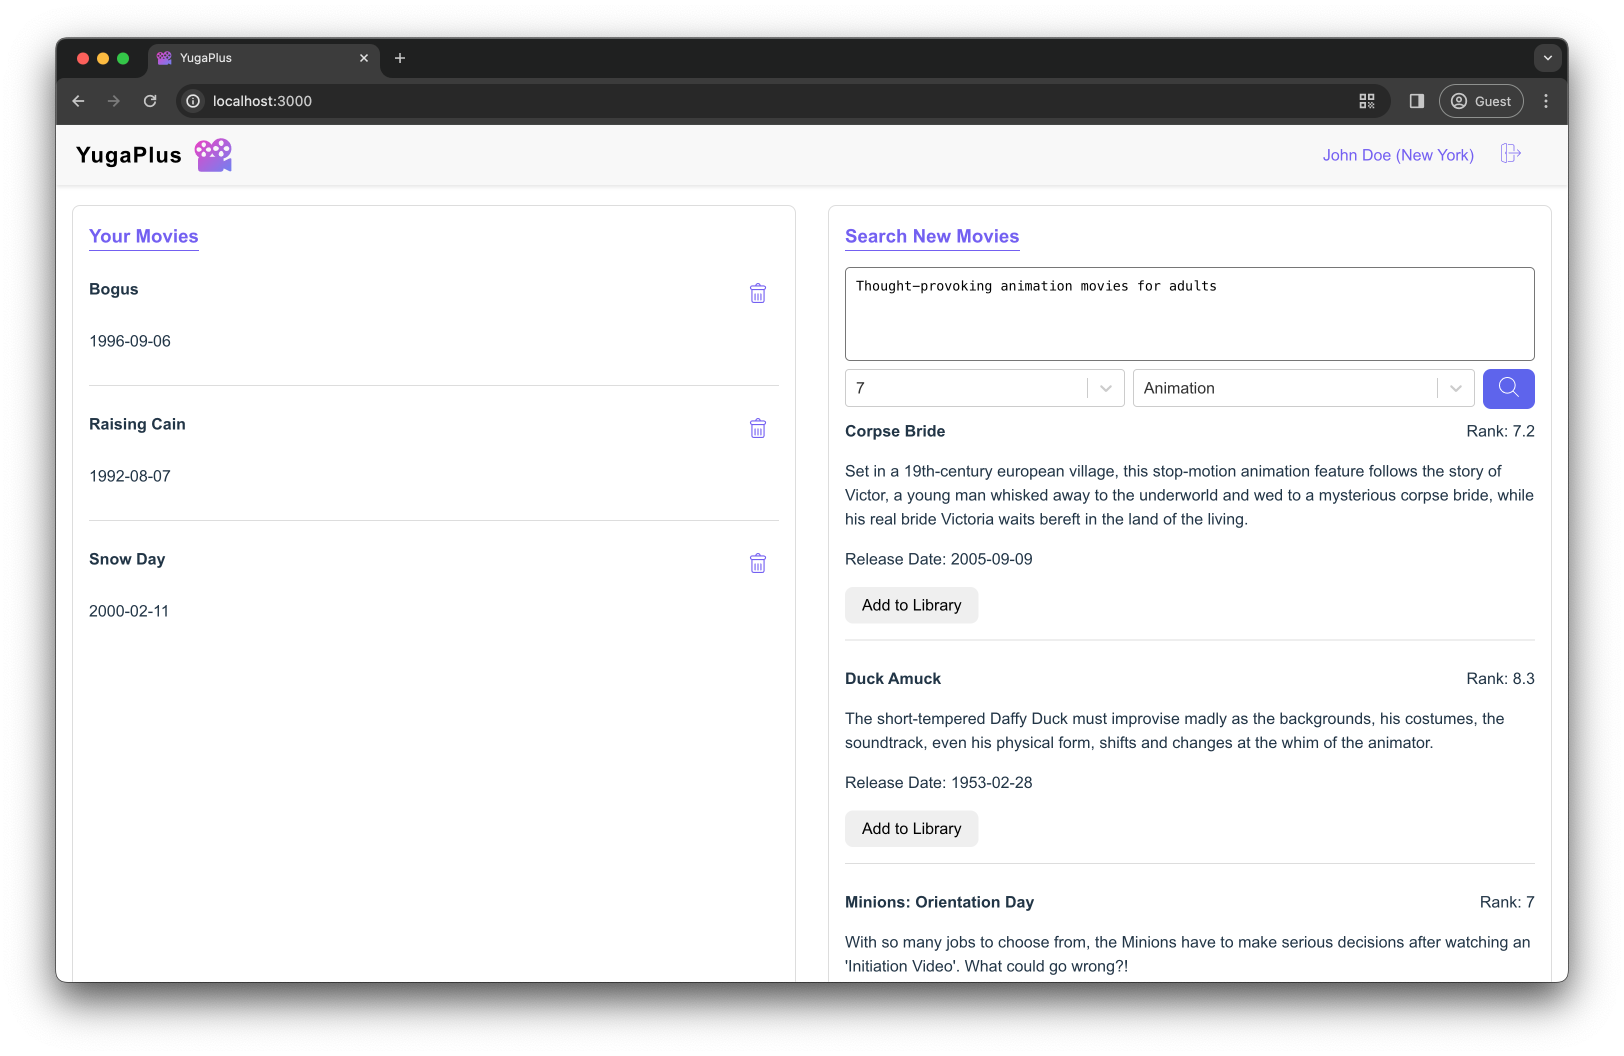 YugaPlus
localhost:3000
Guest
YugaPlus
John Doe (New York)
Your Movies
Bogus
1996-09-06
Raising Cain
1992-08-07
Snow Day
2000-02-11
Search New Movies
Thought-provoking animation movies for adults
7
Animation
Corpse Bride
Rank: 7.2
Set in a 19th-century european village, this stop-motion animation feature follows the story of
Victor, a young man whisked away to the underworld and wed to a mysterious corpse bride, while
his real bride Victoria waits bereft in the land of the living.
Release Date: 2005-09-09
Add to Library
Duck Amuck
Rank: 8.3
The short-tempered Daffy Duck must improvise madly as the backgrounds, his costumes, the
soundtrack, even his physical form, shifts and changes at the whim of the animator.
Release Date: 1953-02-28
Add to Library
Minions: Orientation Day
Rank: 7
With so many jobs to choose from, the Minions have to make serious decisions after watching an
'Initiation Video'. What could go wrong?!